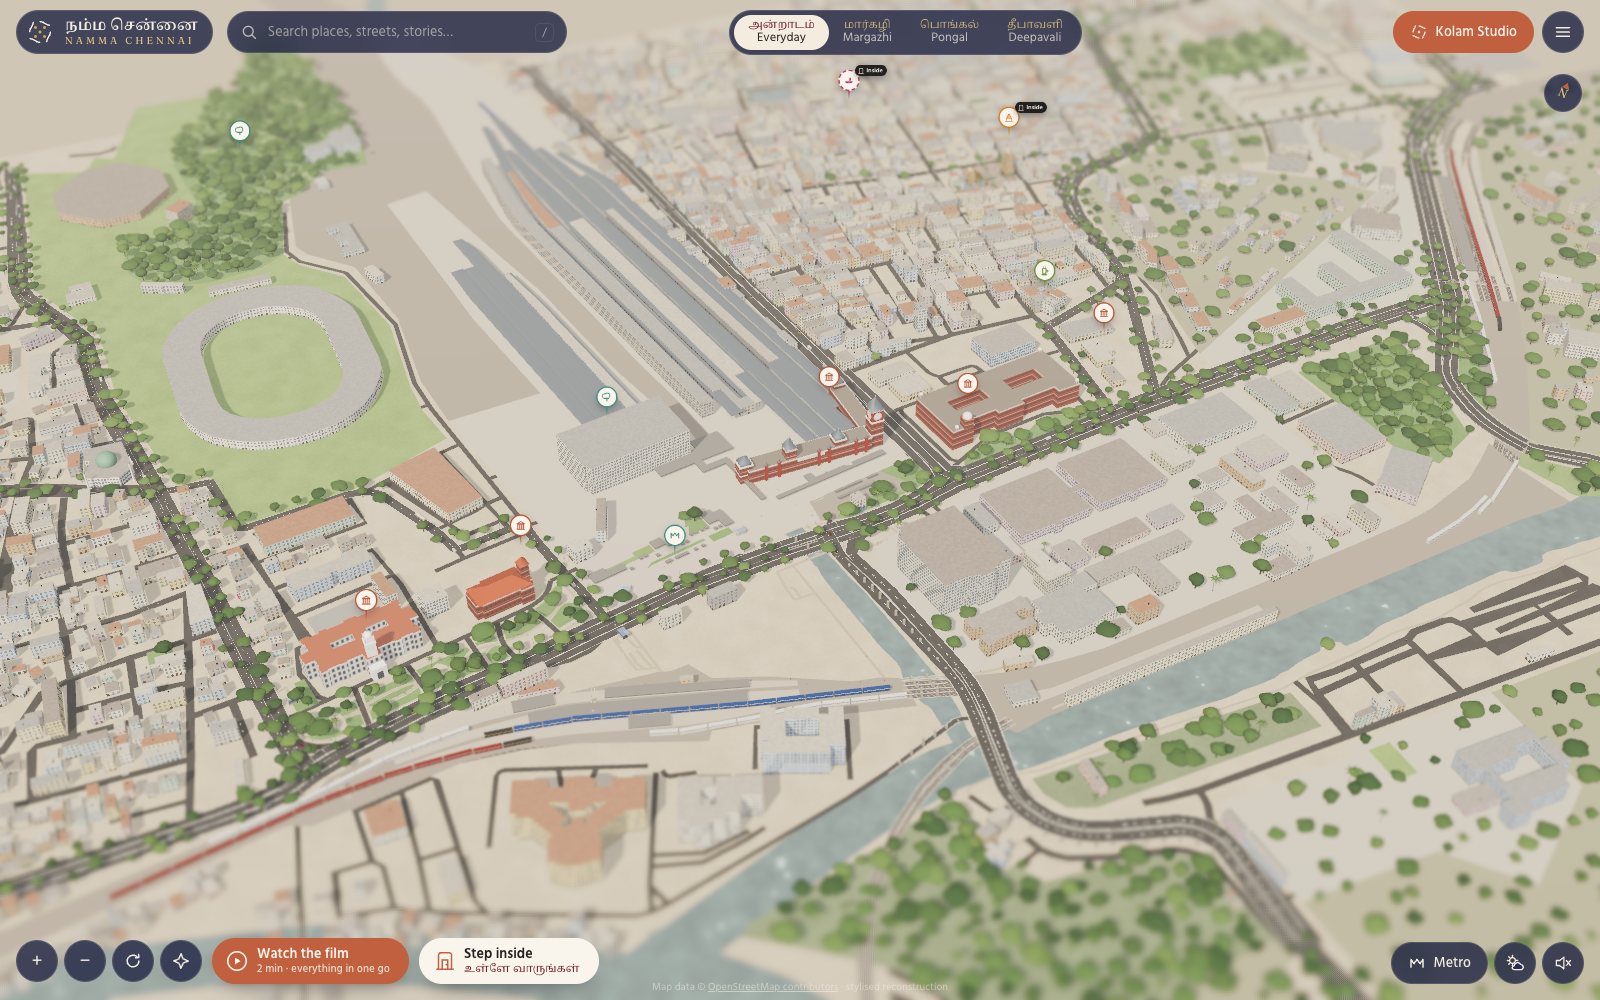 நம்ம சென்னை
NAMMA CHENNAI
Search places, streets, stories... /
அன்றாடம்
Everyday
மார்கழி
Margazhi
பொங்கல்
Pongal
தீபாவளி
Deepavali
Kolam Studio
Inside
Inside
N
Watch the film
2 min · everything in one go
Step inside
உள்ளே வாருங்கள்
Metro
Map data © OpenStreetMap contributors · stylised reconstruction